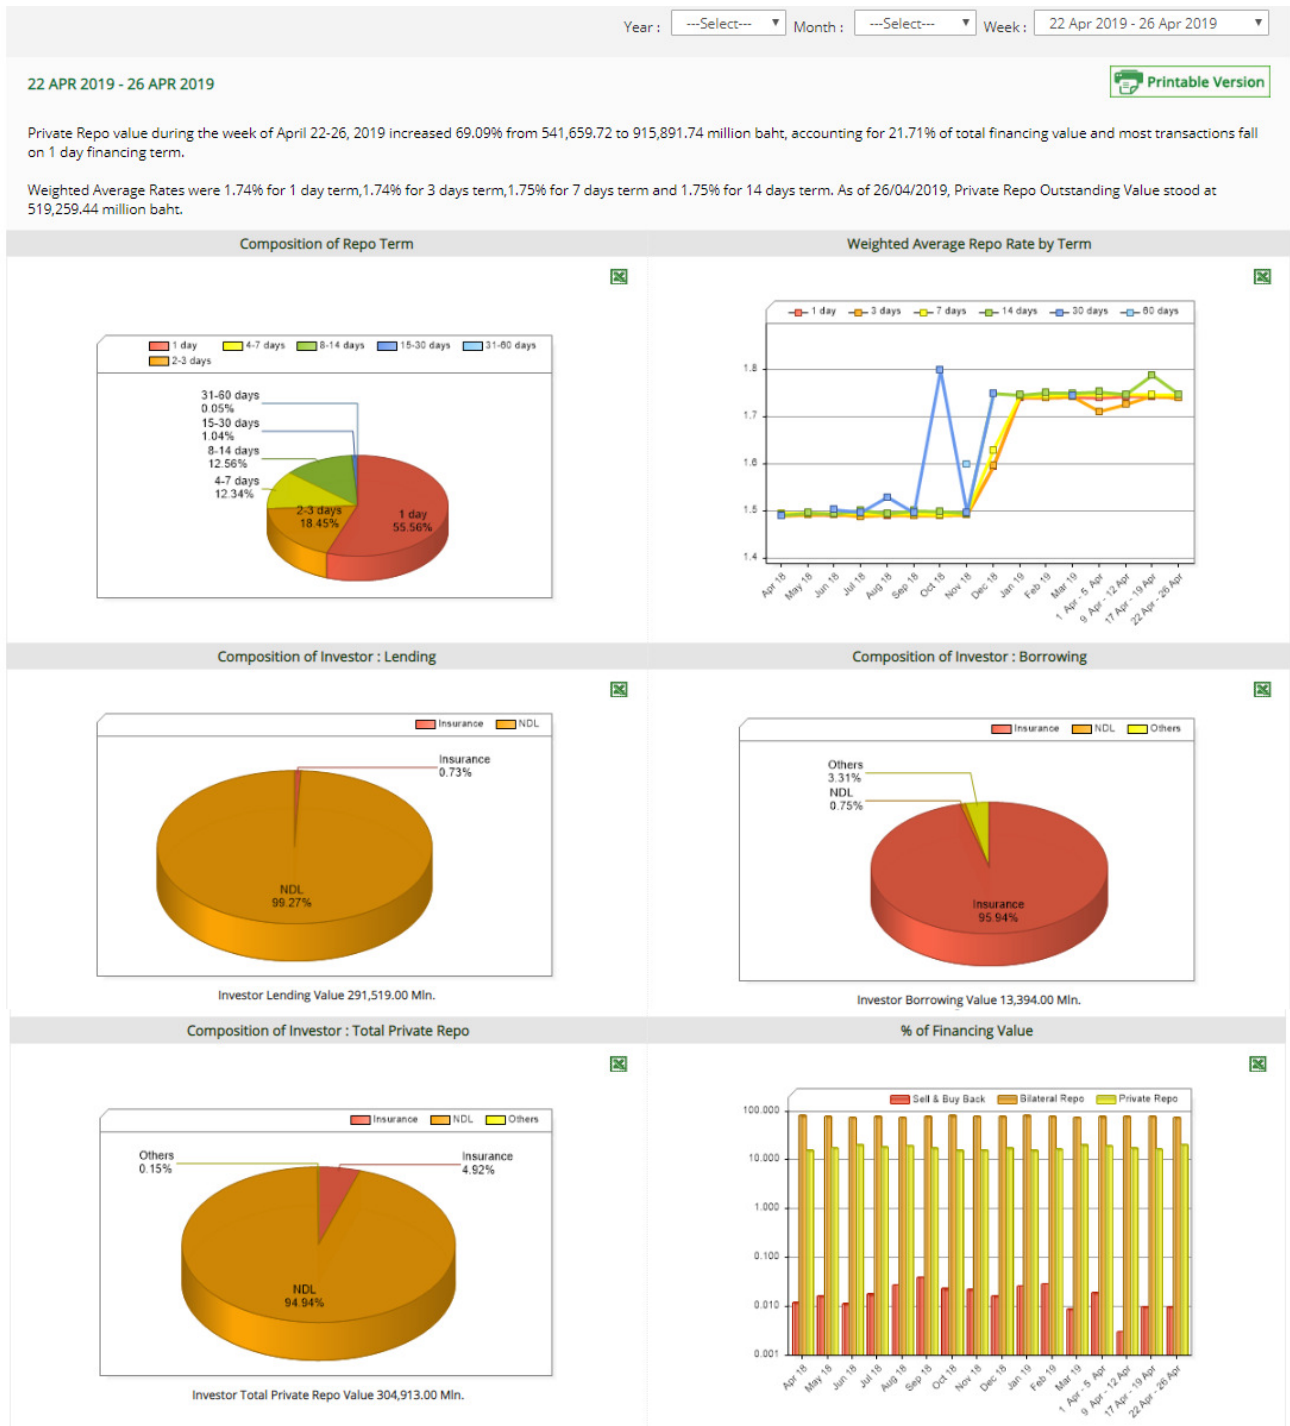 Year : ---Select--- Month : ---Select--- Week : 22 Apr 2019 - 26 Apr 2019
22 APR 2019 - 26 APR 2019
Printable Version
Private Repo value during the week of April 22-26, 2019 increased 69.09% from 541,659.72 to 915,891.74 million baht, accounting for 21.71% of total financing value and most transactions fall
on 1 day financing term.
Weighted Average Rates were 1.74% for 1 day term,1.74% for 3 days term,1.75% for 7 days term and 1.75% for 14 days term. As of 26/04/2019, Private Repo Outstanding Value stood at
519,259.44 million baht.
Composition of Repo Term
1 day 4-7 days 8-14 days 15-30 days 31-60 days
2-3 days
31-60 days
0.05%
15-30 days
1.04%
8-14 days
12.56%
4-7 days
12.34%
2-3 days
18.45%
1 day
55.56%
Weighted Average Repo Rate by Term
1 day 3 days 7 days 14 days 30 days 60 days
1.8
1.7
1.6
1.5
1.4
Apr 18
May 18
Jun 18
Jul 18
Aug 18
Sep 18
Oct 18
Nov 18
Dec 18
Jan 19
Feb 19
Mar 19
1 Apr - 5 Apr
9 Apr - 12 Apr
17 Apr - 19 Apr
22 Apr - 26 Apr
Composition of Investor : Lending
Insurance NDL
Insurance
0.73%
NDL
99.27%
Investor Lending Value 291,519.00 Mln.
Composition of Investor : Borrowing
Insurance NDL Others
Others
3.31%
NDL
0.75%
Insurance
95.94%
Investor Borrowing Value 13,394.00 Mln.
Composition of Investor : Total Private Repo
Insurance NDL Others
Others
0.15%
Insurance
4.92%
NDL
94.94%
Investor Total Private Repo Value 304,913.00 Mln.
% of Financing Value
Sell & Buy Back Bilateral Repo Private Repo
100.000
10.000
1.000
0.100
0.010
0.001
Apr 18
May 18
Jun 18
Jul 18
Aug 18
Sep 18
Oct 18
Nov 18
Dec 18
Jan 19
Feb 19
Mar 19
1 Apr - 5 Apr
9 Apr - 12 Apr
17 Apr - 19 Apr
22 Apr - 26 Apr